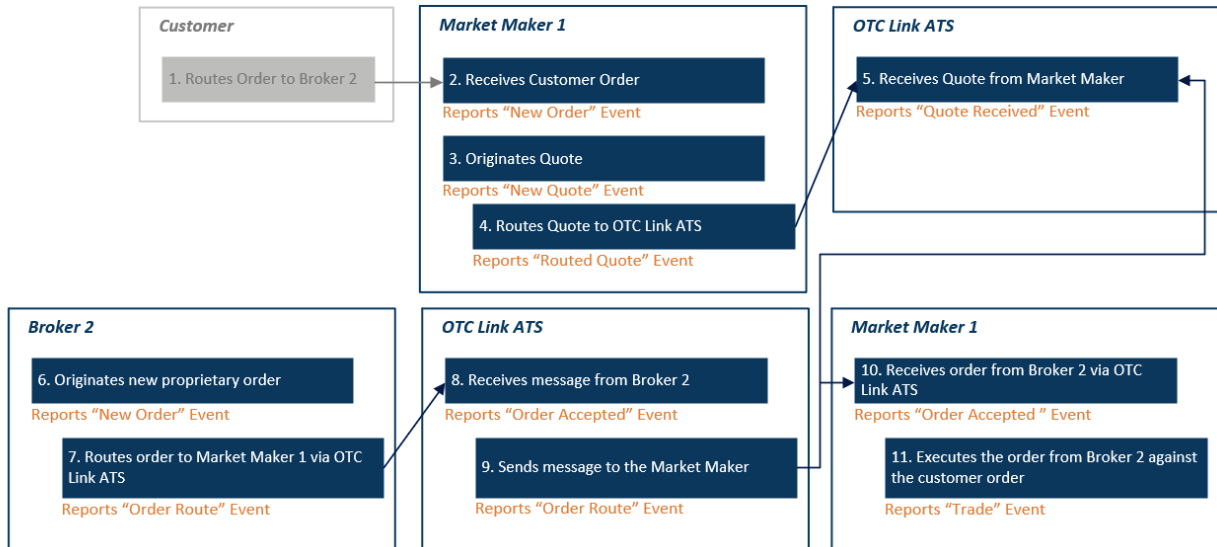 Customer
1. Routes Order to Broker 2
Market Maker 1
2. Receives Customer Order
Reports “New Order” Event
3. Originates Quote
Reports “New Quote” Event
4. Routes Quote to OTC Link ATS
Reports “Routed Quote” Event
OTC Link ATS
5. Receives Quote from Market Maker
Reports “Quote Received” Event
Broker 2
6. Originates new proprietary order
Reports “New Order” Event
7. Routes order to Market Maker 1 via OTC
Link ATS
Reports “Order Route” Event
OTC Link ATS
8. Receives message from Broker 2
Reports “Order Accepted” Event
9. Sends message to the Market Maker
Reports “Order Route” Event
Market Maker 1
10. Receives order from Broker 2 via OTC
Link ATS
Reports “Order Accepted ” Event
11. Executes the order from Broker 2 against
the customer order
Reports “Trade” Event